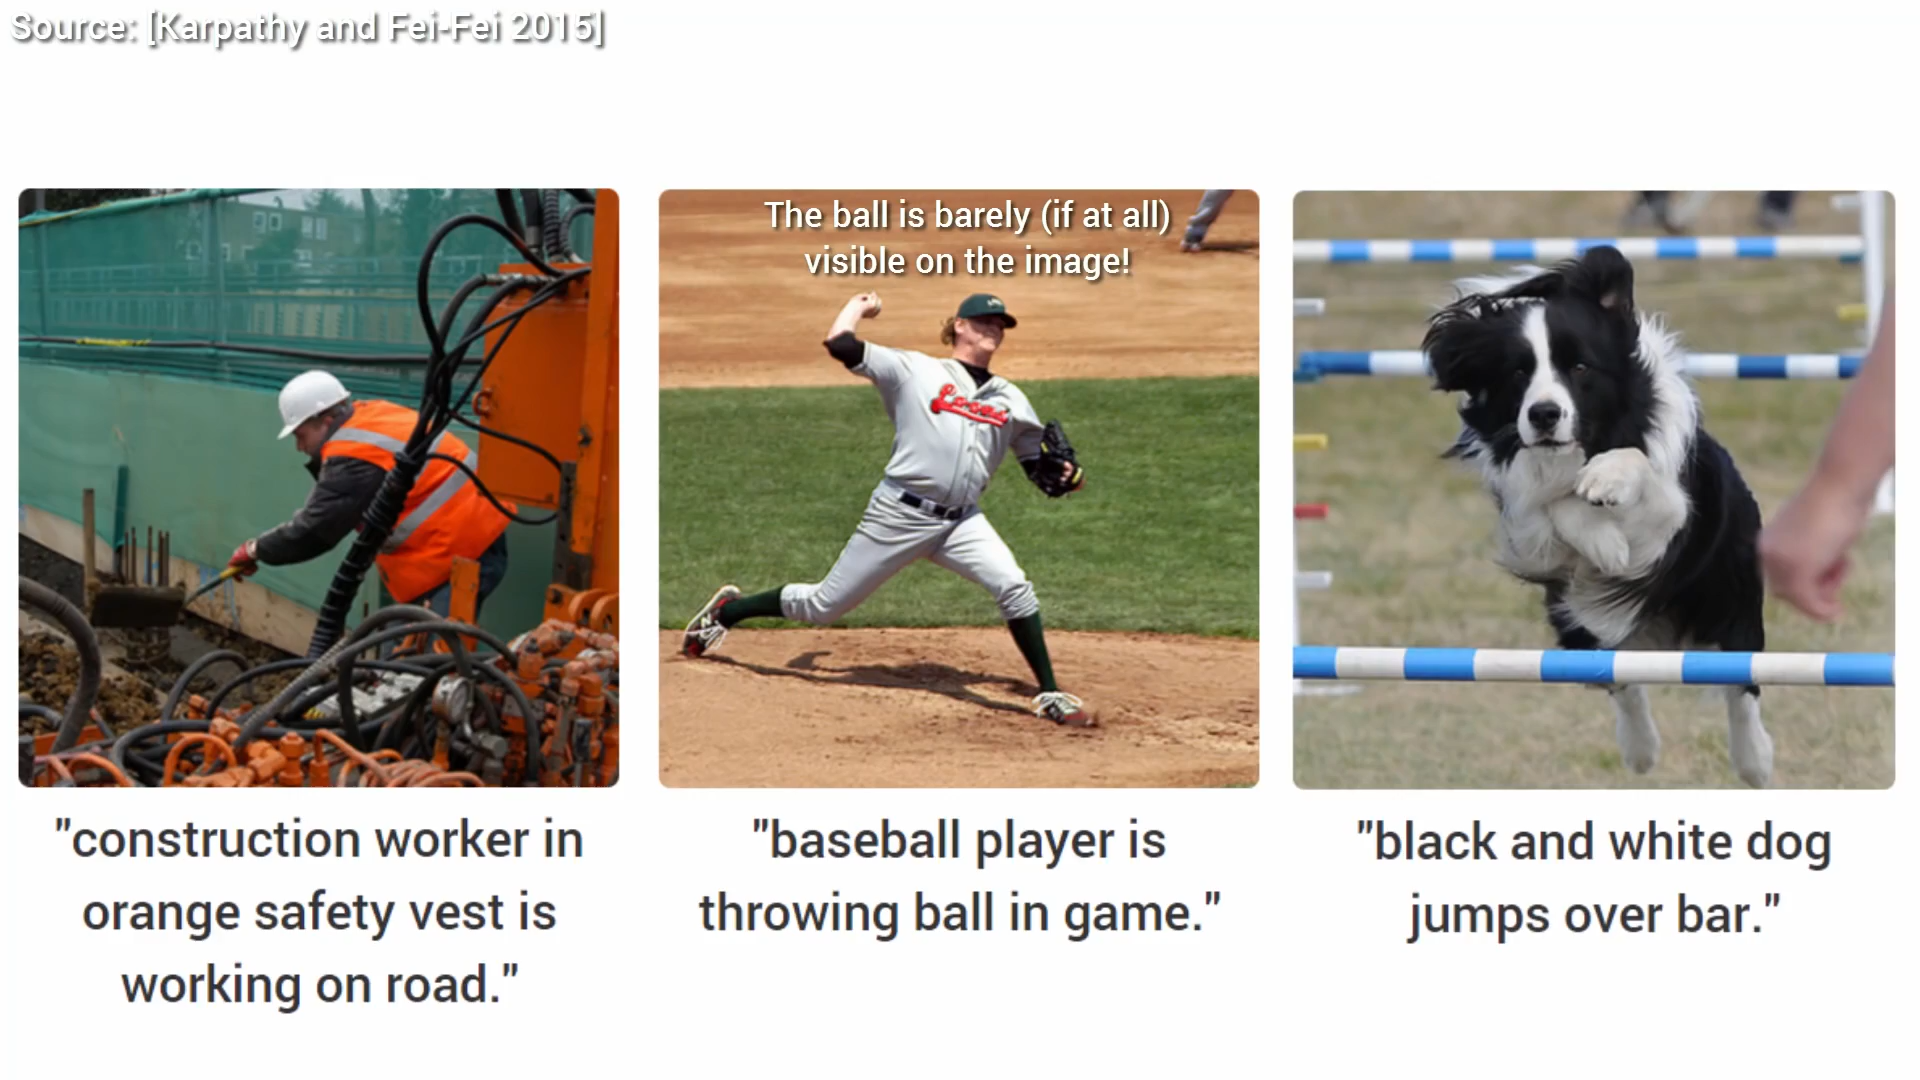 Source: [Karpathy and Fei-Fei 2015]
The ball is barely (if at all)
visible on the image!
"construction worker in
orange safety vest is
working on road."
"baseball player is
throwing ball in game."
"black and white dog
jumps over bar."